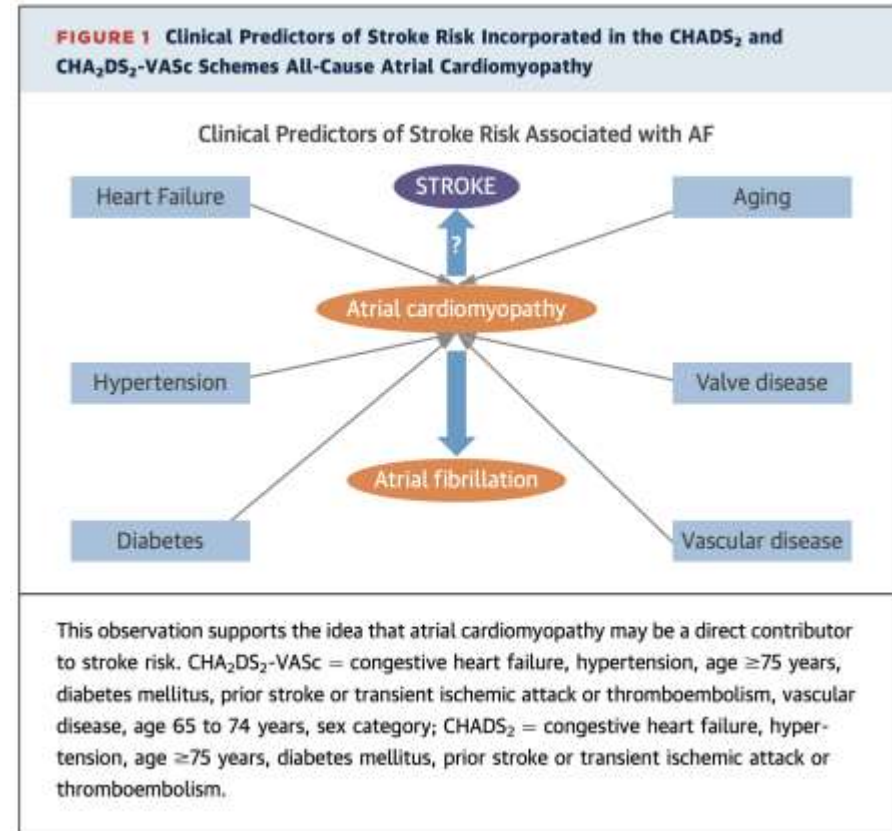 FIGURE 1 Clinical Predictors of Stroke Risk Incorporated in the CHADS₂ and
CHA₂DS₂-VASc Schemes All-Cause Atrial Cardiomyopathy
Clinical Predictors of Stroke Risk Associated with AF
Heart Failure
STROKE
Aging
?
Atrial cardiomyopathy
Hypertension
Valve disease
Atrial fibrillation
Diabetes
Vascular disease
This observation supports the idea that atrial cardiomyopathy may be a direct contributor
to stroke risk. CHA₂DS₂-VASc = congestive heart failure, hypertension, age ≥75 years,
diabetes mellitus, prior stroke or transient ischemic attack or thromboembolism, vascular
disease, age 65 to 74 years, sex category; CHADS₂ = congestive heart failure, hyper-
tension, age ≥75 years, diabetes mellitus, prior stroke or transient ischemic attack or
thromboembolism.